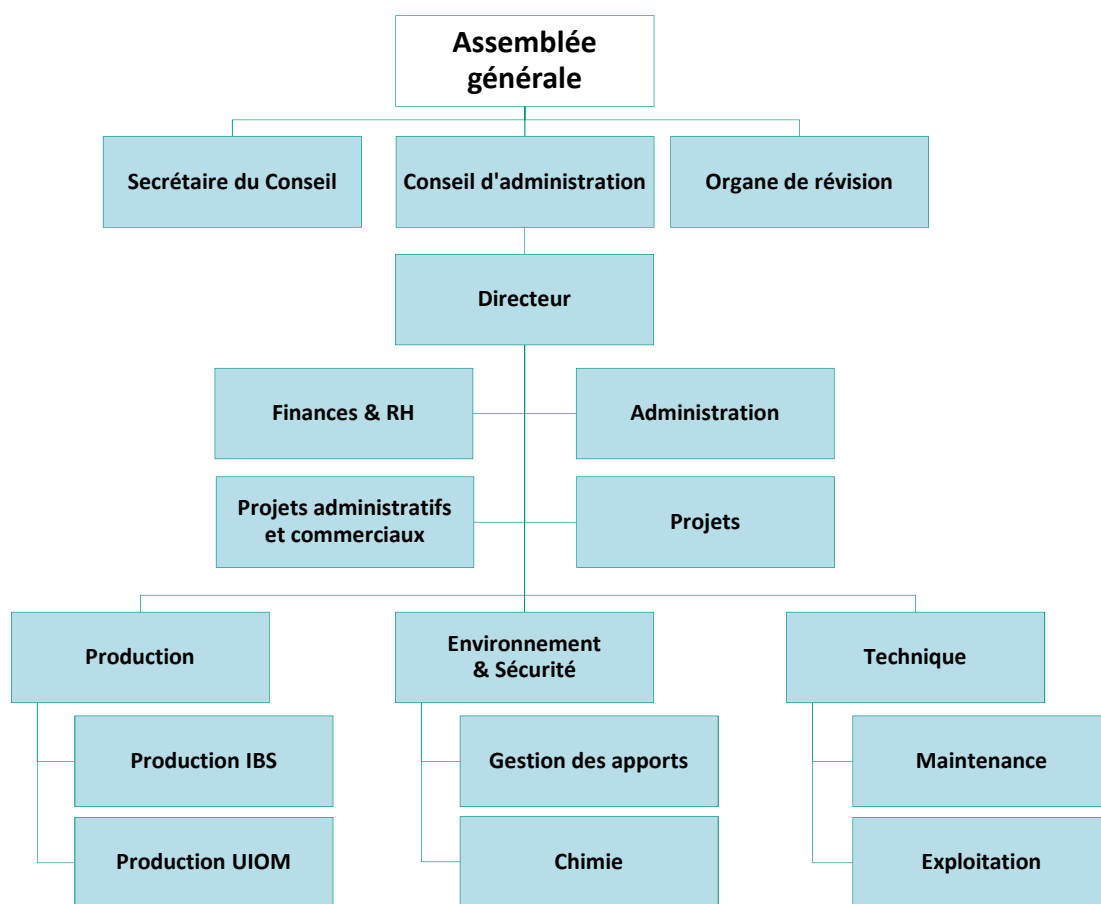 Assemblée
générale
Secrétaire du Conseil
Conseil d'administration
Organe de révision
Directeur
Finances & RH
Administration
Projets administratifs
et commerciaux
Projets
Production
Environnement
& Sécurité
Technique
Production IBS
Gestion des apports
Maintenance
Production UIOM
Chimie
Exploitation